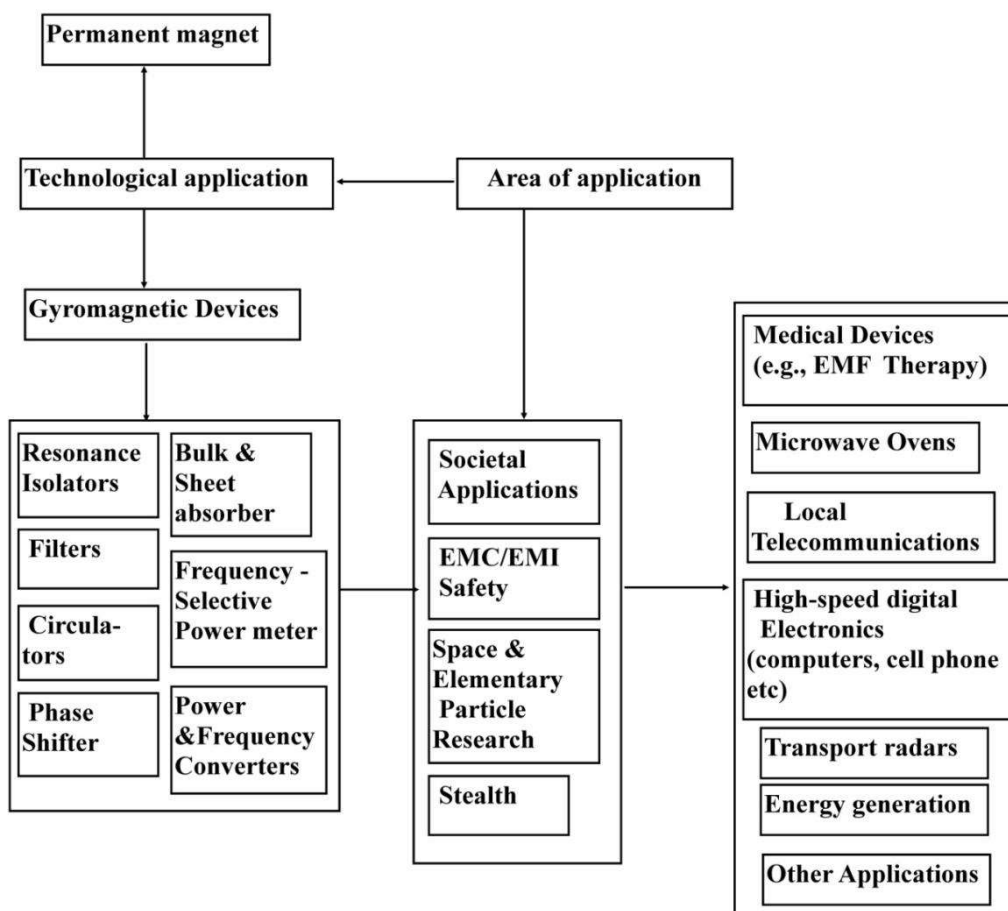 Permanent magnet
Technological application
Area of application
Gyromagnetic Devices
Resonance
Isolators
Filters
Circula-
tors
Phase
Shifter
Bulk &
Sheet
absorber
Frequency -
Selective
Power meter
Power
&Frequency
Converters
Societal
Applications
EMC/EMI
Safety
Space &
Elementary
Particle
Research
Stealth
Medical Devices
(e.g., EMF Therapy)
Microwave Ovens
Local
Telecommunications
High-speed digital
Electronics
(computers, cell phone
etc)
Transport radars
Energy generation
Other Applications